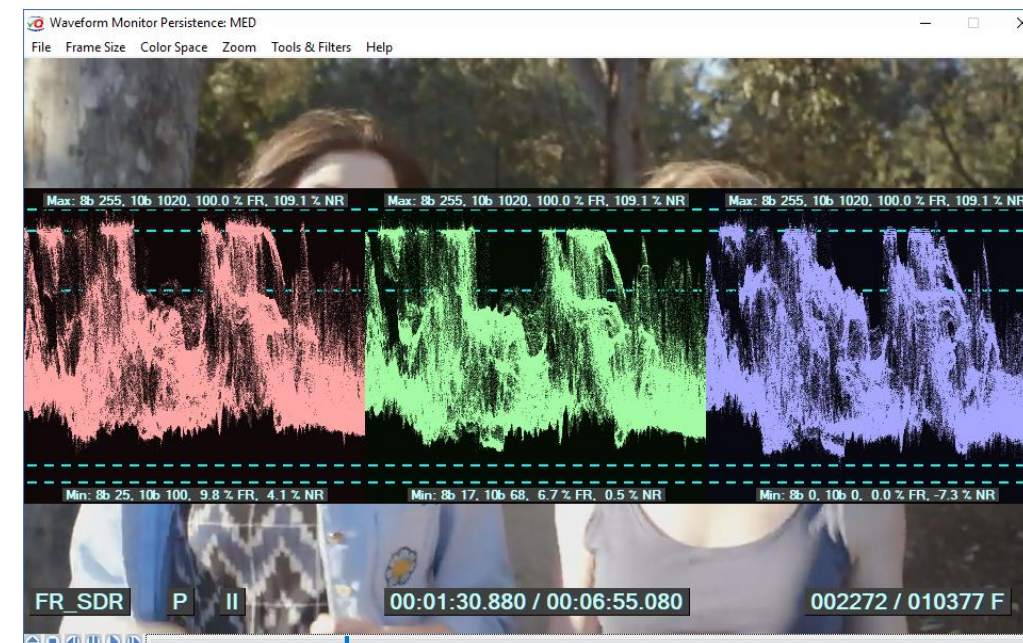 Waveform Monitor Persistence: MED
File Frame Size Color Space Zoom Tools & Filters Help
Max: 8b 255, 10b 1020, 100.0 % FR, 109.1 % NR
Max: 8b 255, 10b 1020, 100.0 % FR, 109.1 % NR
Max: 8b 255, 10b 1020, 100.0 % FR, 109.1 % NR
Min: 8b 25, 10b 100, 9.8 % FR, 4.1 % NR
Min: 8b 17, 10b 68, 6.7 % FR, 0.5 % NR
Min: 8b 0, 10b 0, 0.0 % FR, -7.3 % NR
FR_SDR P II 00:01:30.880 / 00:06:55.080 002272 / 010377 F